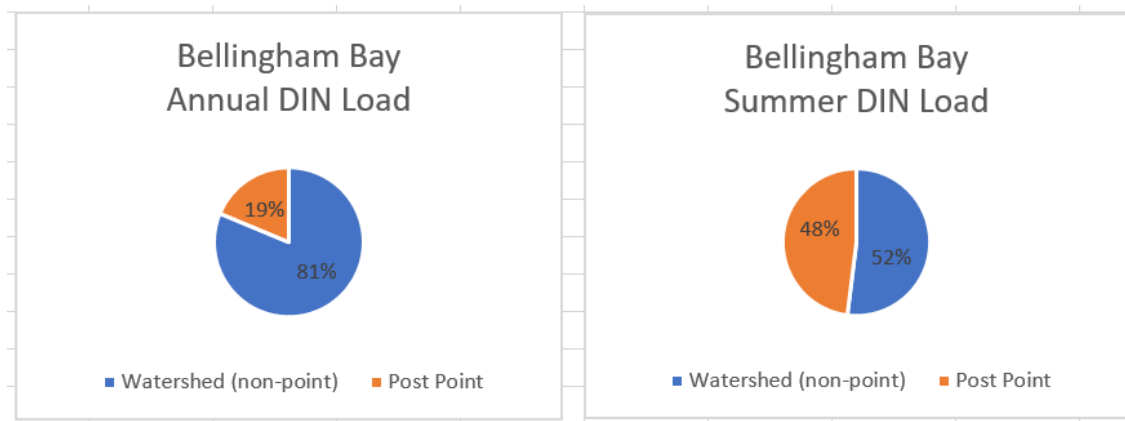 Bellingham Bay
Annual DIN Load
19%
81%
Watershed (non-point) Post Point
Bellingham Bay
Summer DIN Load
48%
52%
Watershed (non-point) Post Point